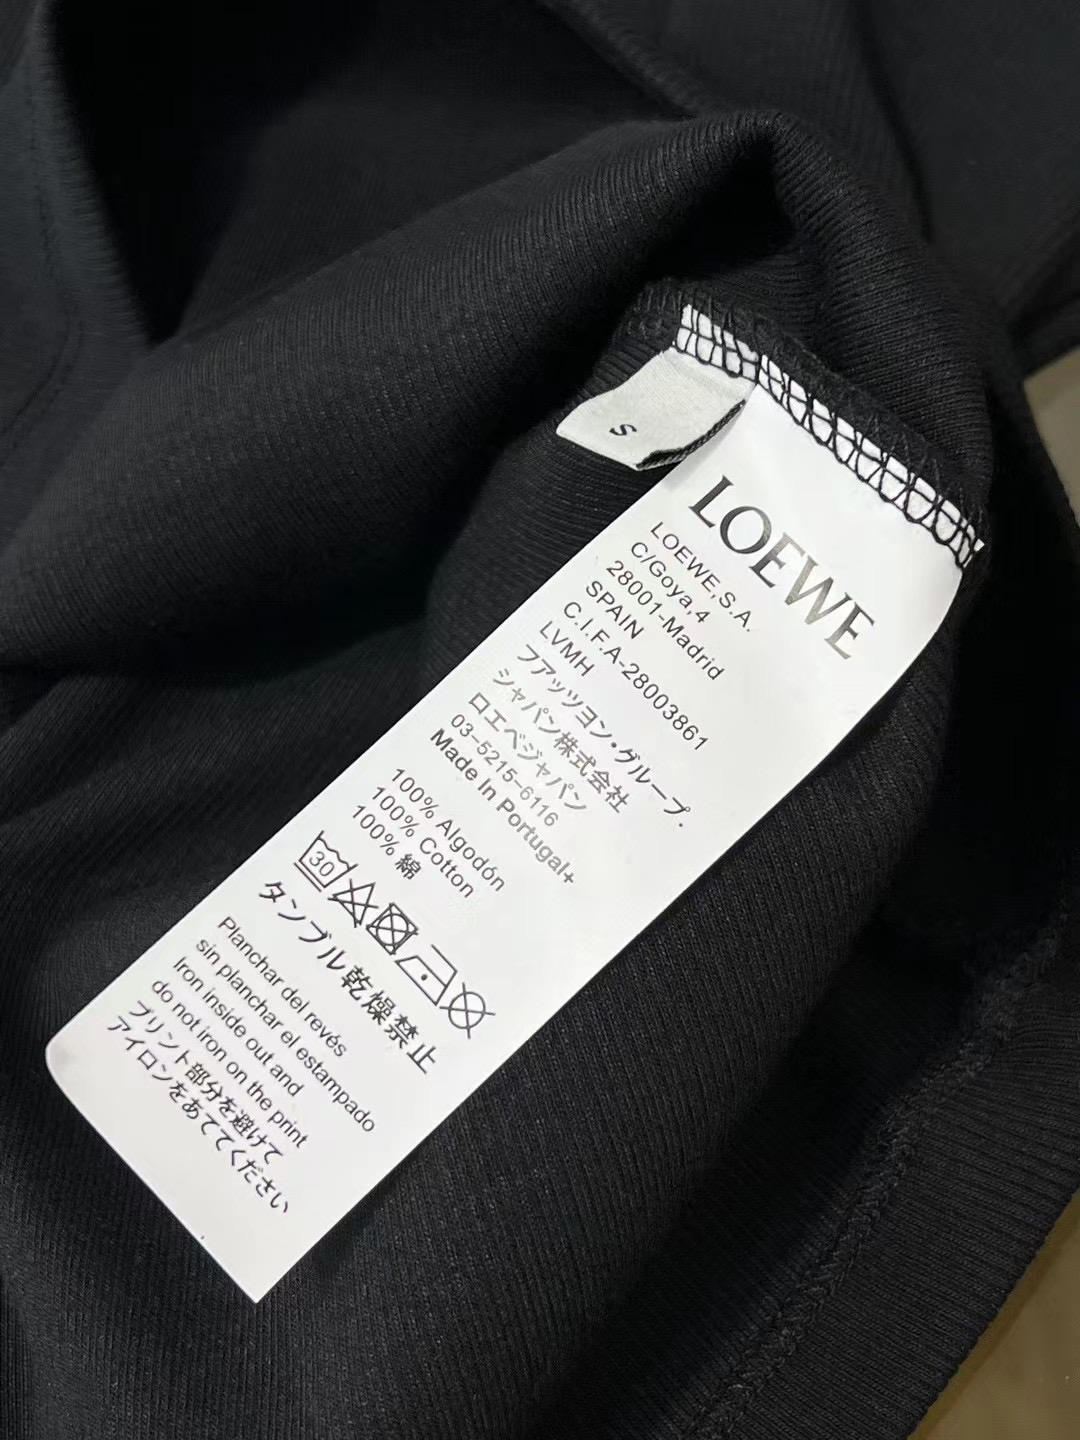 S
LOEWE
LOEWE,S.A.
C/Goya,4
28001-Madrid
SPAIN
C.I.F.A-28003861
LVMH
フアッツヨン・グループ.
シャパン株式会社
ロエベジャパン
03-5215-6116
Made In Portugal+
100% Algodón
100% Cotton
100% 綿
30
タンブル乾燥禁止
Planchar del revés
sin planchar el estampado
Iron inside out and
do not iron on the print
プリント部分を避けて
アイロンをあててください